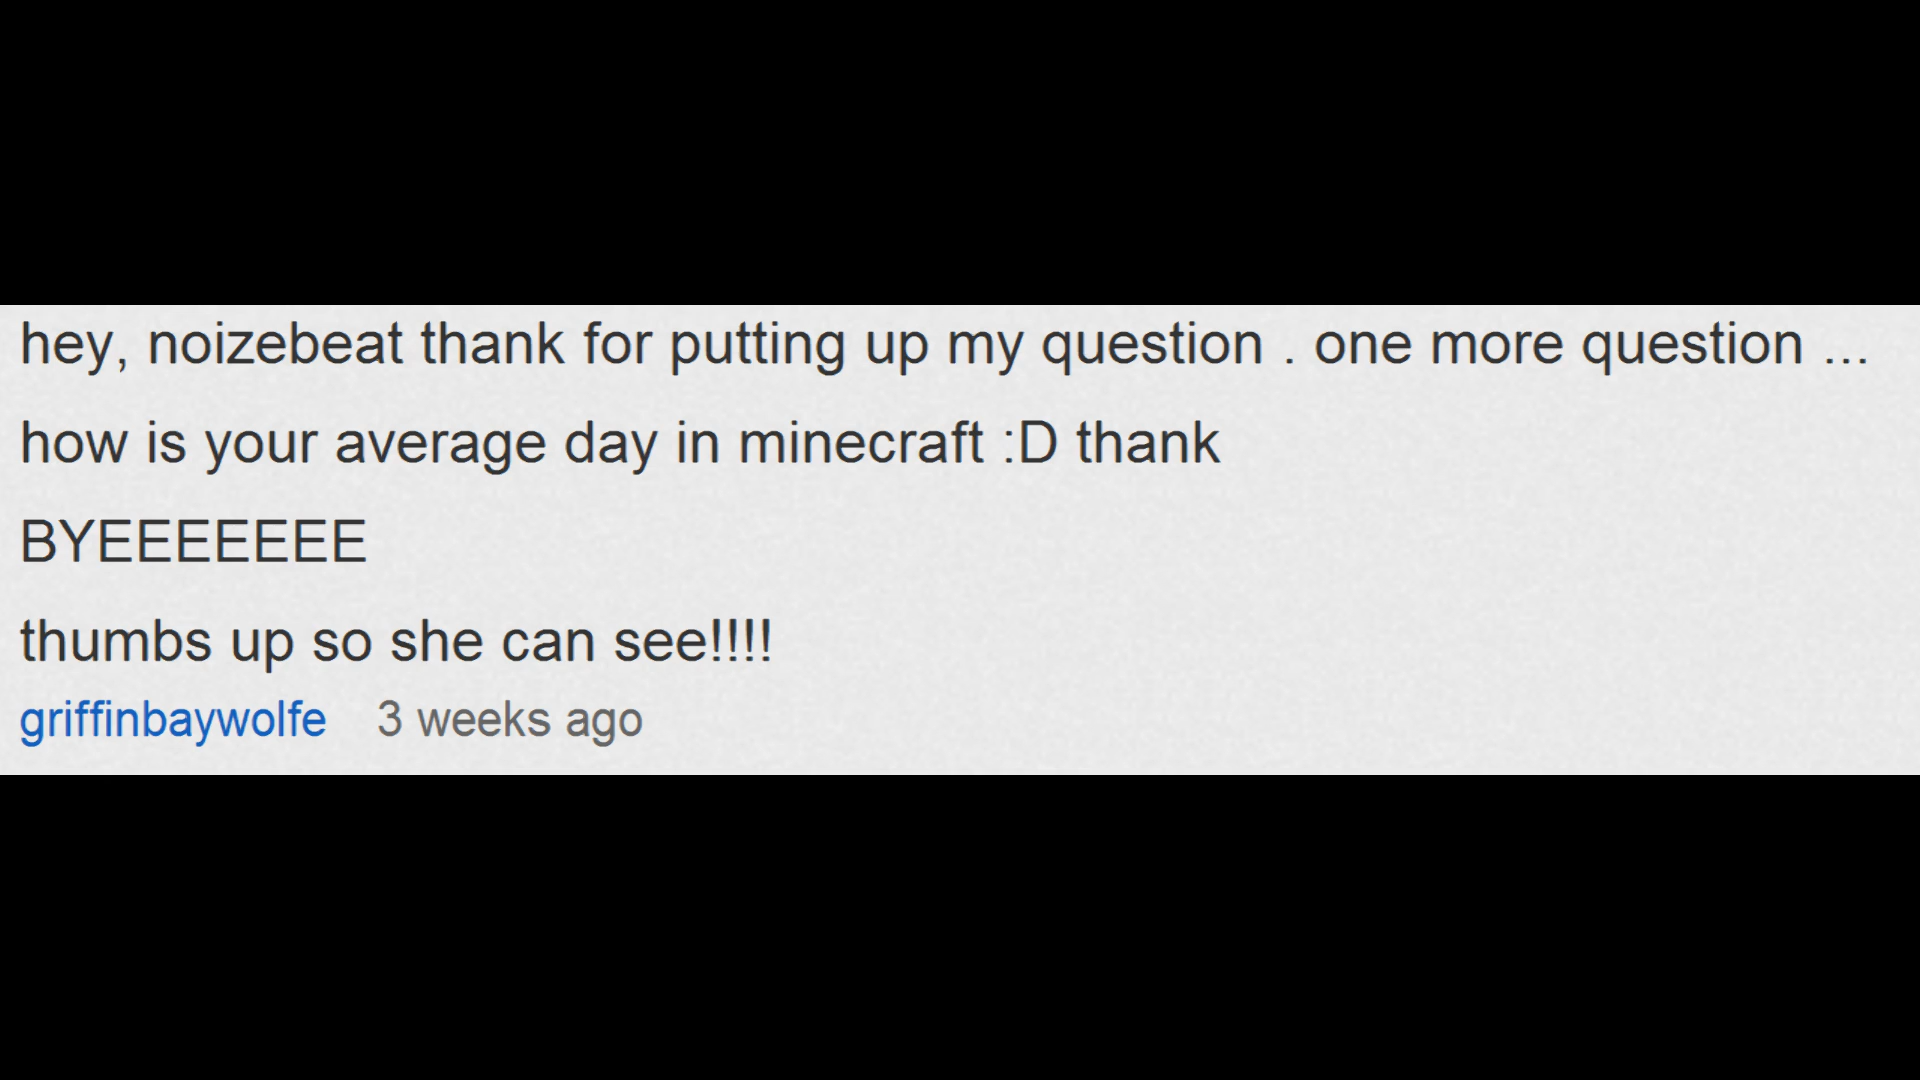 hey, noizebeat thank for putting up my question . one more question ...
how is your average day in minecraft :D thank
BYEEEEEEE
thumbs up so she can see!!!!
griffinbaywolfe 3 weeks ago